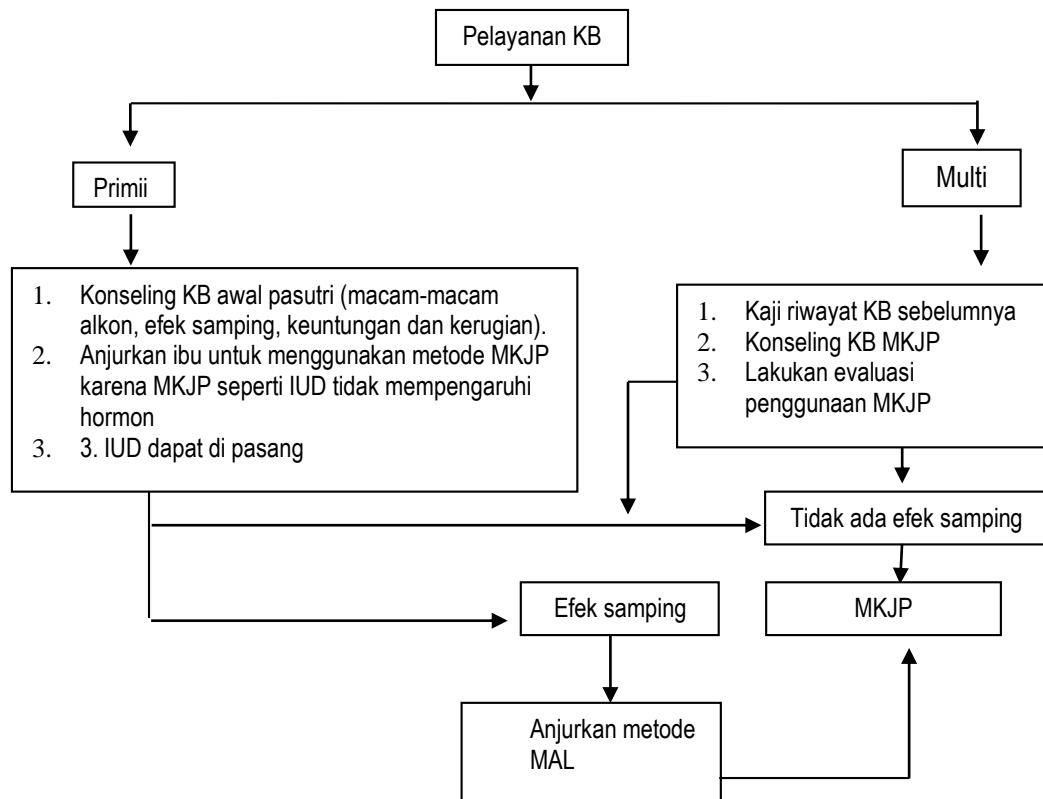 Pelayanan KB
Primii
Multi
1. Konseling KB awal pasutri (macam-macam
alkon, efek samping, keuntungan dan kerugian).
2. Anjurkan ibu untuk menggunakan metode MKJP
karena MKJP seperti IUD tidak mempengaruhi
hormon
3. 3. IUD dapat di pasang
1. Kaji riwayat KB sebelumnya
2. Konseling KB MKJP
3. Lakukan evaluasi
penggunaan MKJP
Tidak ada efek samping
Efek samping
MKJP
Anjurkan metode
MAL